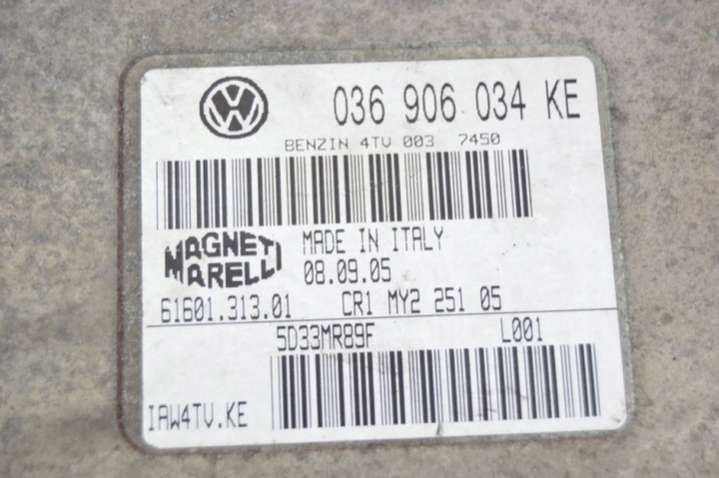 036 906 034 KE
BENZIN 4TV 003 7450
MAGNETI MARELLI
MADE IN ITALY
08.09.05
61601.313.01 CR1 MY2 251 05
5D33MR89F L001
IAW4TV.KE